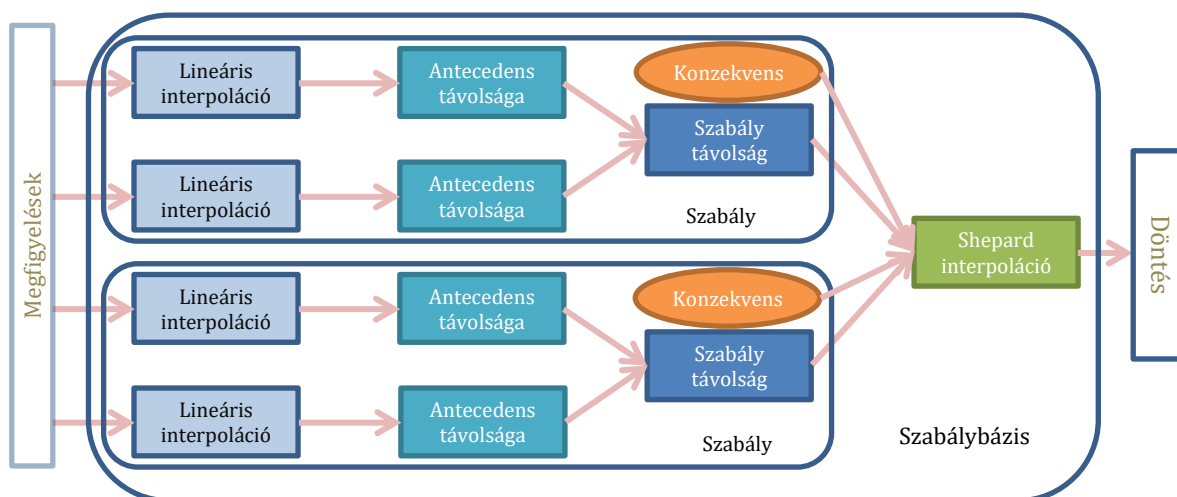 Megfigyelések
Lineáris
interpoláció
Antecedens
távolsága
Konzekvens
Szabály
távolság
Lineáris
interpoláció
Antecedens
távolsága
Szabály
Lineáris
interpoláció
Antecedens
távolsága
Konzekvens
Szabály
távolság
Lineáris
interpoláció
Antecedens
távolsága
Szabály
Shepard
interpoláció
Szabálybázis
Döntés